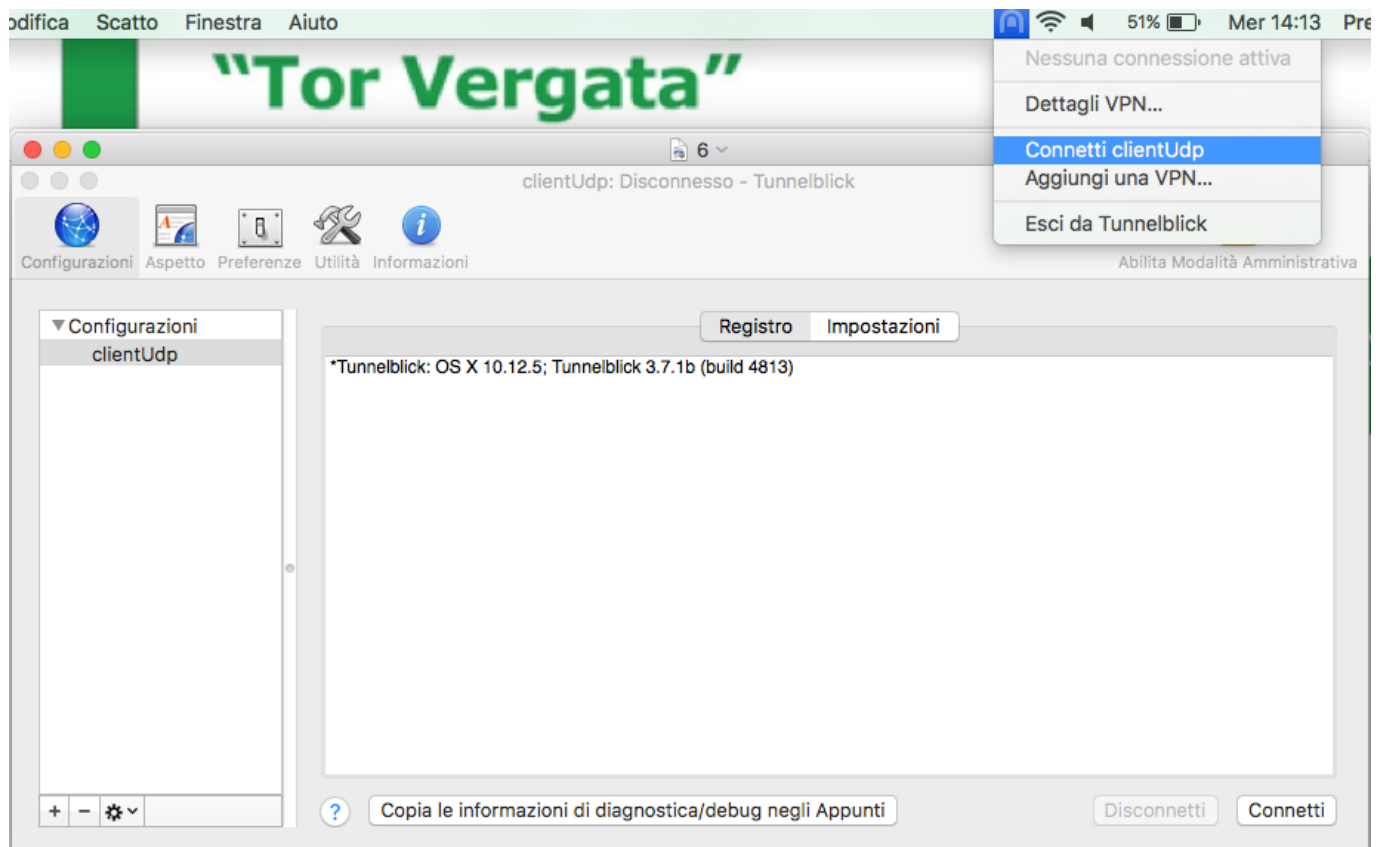 odifica Scatto Finestra Aiuto 51% Mer 14:13 Pre
"Tor Vergata"
Nessuna connessione attiva
Dettagli VPN...
Connetti clientUdp
Aggiungi una VPN...
Esci da Tunnelblick
6
clientUdp: Disconnesso - Tunnelblick
Configurazioni Aspetto Preferenze Utilità Informazioni Abilita Modalità Amministrativa
Configurazioni
clientUdp
Registro Impostazioni
*Tunnelblick: OS X 10.12.5; Tunnelblick 3.7.1b (build 4813)
+ − ? Copia le informazioni di diagnostica/debug negli Appunti Disconnetti Connetti